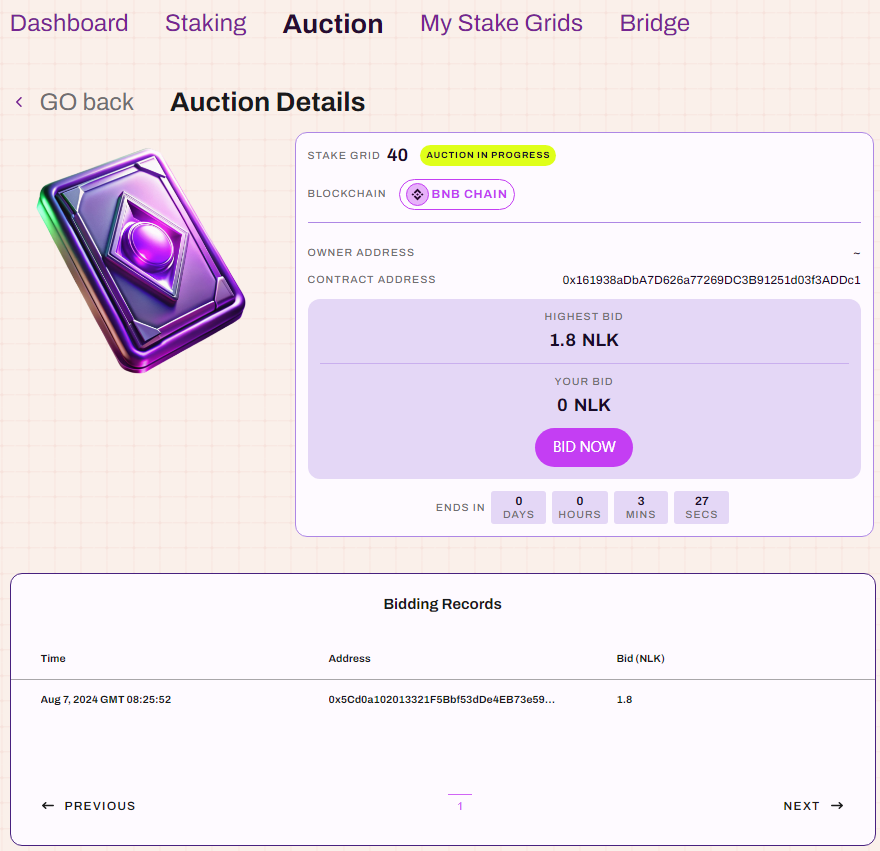 Dashboard Staking Auction My Stake Grids Bridge
GO back Auction Details
STAKE GRID 40 AUCTION IN PROGRESS
BLOCKCHAIN BNB CHAIN
OWNER ADDRESS ~
CONTRACT ADDRESS 0x161938aDbA7D626a77269DC3B91251d03f3ADDc1
HIGHEST BID
1.8 NLK
YOUR BID
0 NLK
BID NOW
ENDS IN 0 DAYS 0 HOURS 3 MINS 27 SECS
Bidding Records
Time Address Bid (NLK)
Aug 7, 2024 GMT 08:25:52 0x5Cd0a102013321F5Bbf53dDe4EB73e59... 1.8
← PREVIOUS 1 NEXT →